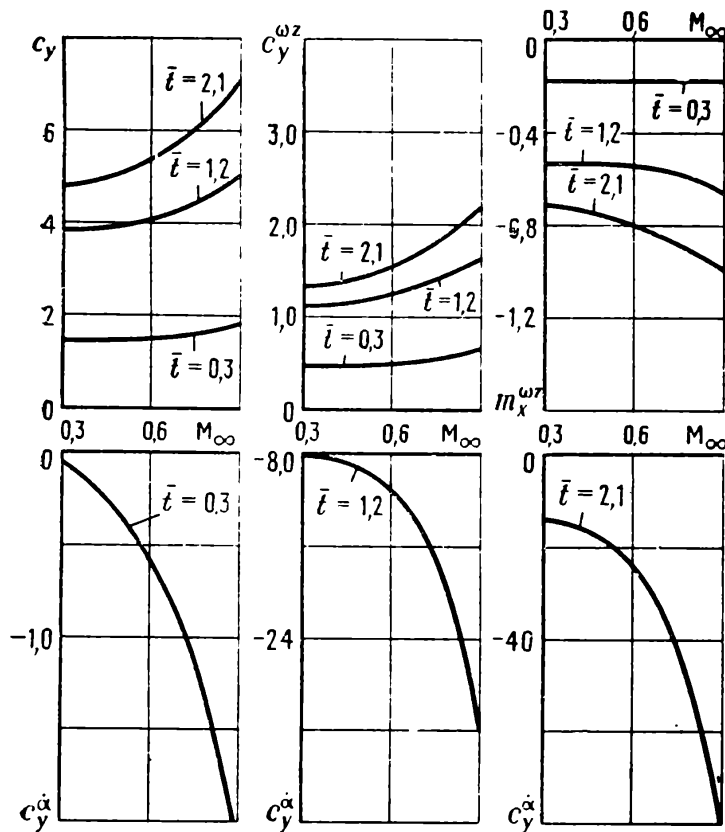 c_y
6
4
2
0
t̄ = 2,1
t̄ = 1,2
t̄ = 0,3
0,3 0,6 M∞
c_y^ωz
3,0
2,0
1,0
0
t̄ = 2,1
t̄ = 1,2
t̄ = 0,3
0,3 0,6 M∞
0,3 0,6 M∞
0
-0,4
-0,8
-1,2
m_x^ωz
t̄ = 0,3
t̄ = 1,2
t̄ = 2,1
0,3 0,6 M∞
0
-1,0
c_y^α̇
t̄ = 0.3
-8,0
-24
c_y^α̇
t̄ = 1,2
0
-40
c_y^α̇
t̄ = 2,1